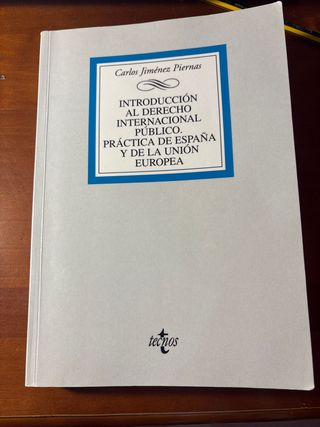 Carlos Jiménez Piernas
INTRODUCCIÓN
AL DERECHO
INTERNACIONAL
PÚBLICO.
PRÁCTICA DE ESPAÑA
Y DE LA UNIÓN
EUROPEA
tecnos